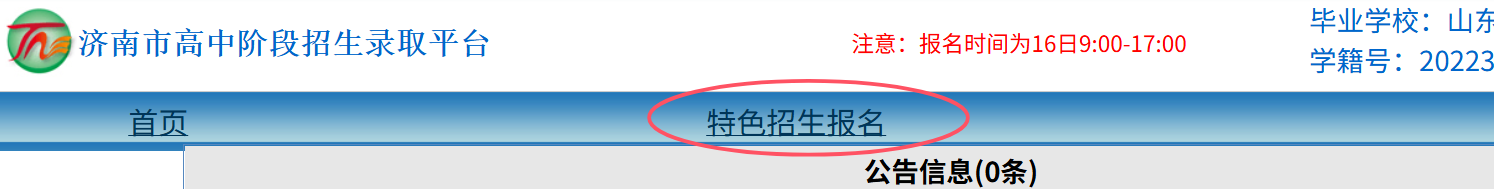 济南市高中阶段招生录取平台
注意：报名时间为16日9:00-17:00
毕业学校：山东
学籍号：20223
首页
特色招生报名
公告信息(0条)